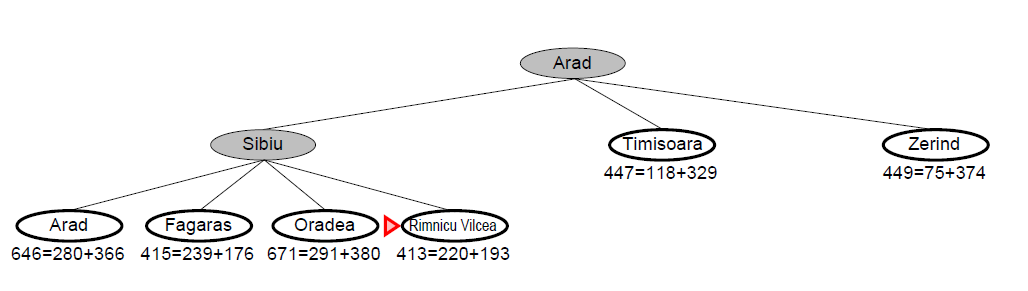 Arad
Sibiu
Timisoara
Zerind
447=118+329
449=75+374
Arad
Fagaras
Oradea
Rimnicu Vilcea
646=280+366
415=239+176
671=291+380
413=220+193